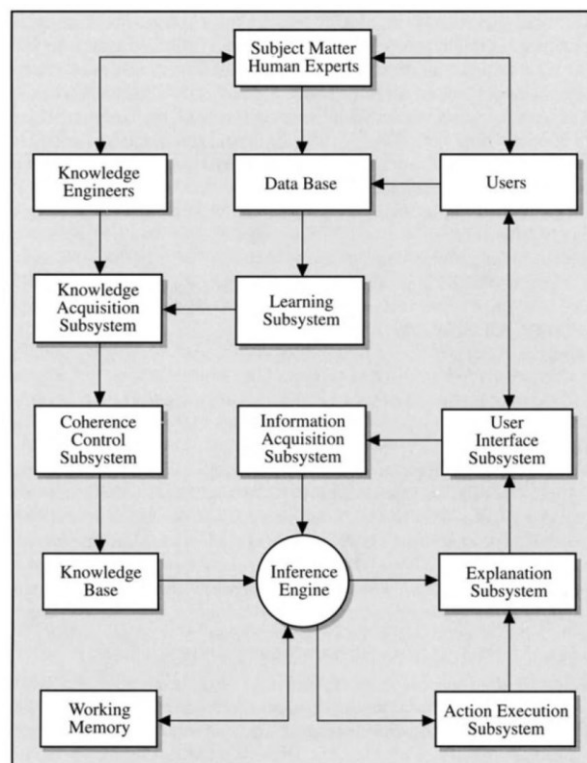 Subject Matter
Human Experts
Knowledge
Engineers
Data Base
Users
Knowledge
Acquisition
Subsystem
Learning
Subsystem
Coherence
Control
Subsystem
Information
Acquisition
Subsystem
User
Interface
Subsystem
Knowledge
Base
Inference
Engine
Explanation
Subsystem
Working
Memory
Action Execution
Subsystem